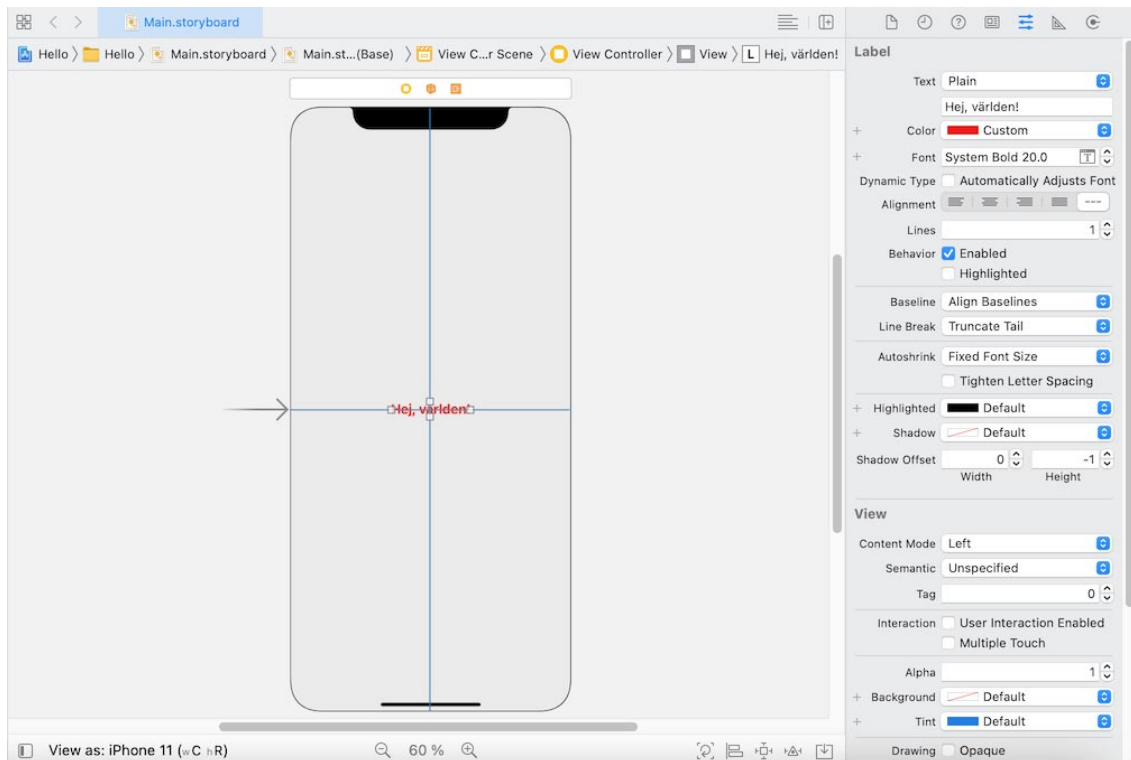 Main.storyboard
Hello Hello Main.storyboard Main.st...(Base) View C...r Scene View Controller View L Hej, världen!
Hej, världen!
View as: iPhone 11 (wC hR)
60 %
Label
Text Plain
Hej, världen!
+ Color Custom
+ Font System Bold 20.0 T
Dynamic Type Automatically Adjusts Font
Alignment ---
Lines 1
Behavior Enabled
Highlighted
Baseline Align Baselines
Line Break Truncate Tail
Autoshrink Fixed Font Size
Tighten Letter Spacing
+ Highlighted Default
+ Shadow Default
Shadow Offset 0 -1
Width Height
View
Content Mode Left
Semantic Unspecified
Tag 0
Interaction User Interaction Enabled
Multiple Touch
Alpha 1
+ Background Default
+ Tint Default
Drawing Opaque